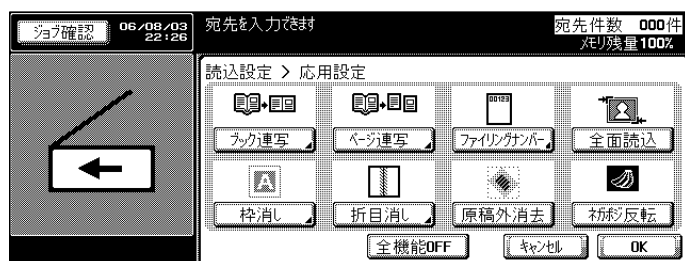 ジョブ確認
06/08/03
22:26
宛先を入力できます
宛先件数 000件
メモリ残量100%
読込設定 > 応用設定
ブック連写
ページ連写
00123
ファイリングナンバー
全面読込
A
枠消し
折目消し
原稿外消去
ネガポジ反転
全機能OFF
キャンセル
OK